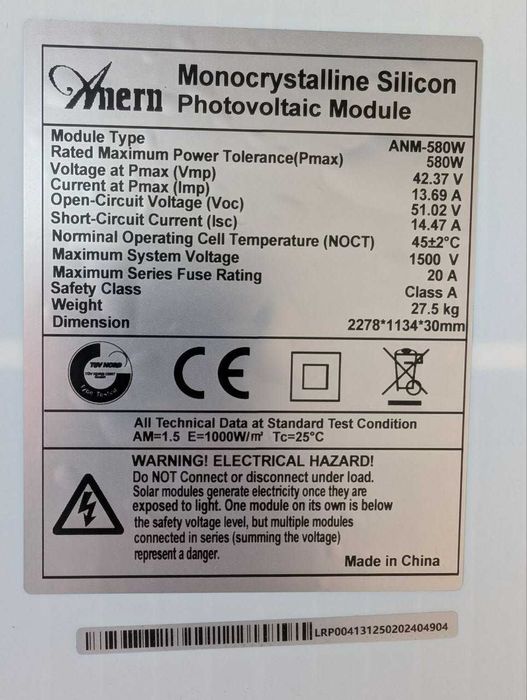 Anern
Monocrystalline Silicon
Photovoltaic Module
Module Type ANM-580W
Rated Maximum Power Tolerance(Pmax) 580W
Voltage at Pmax (Vmp) 42.37 V
Current at Pmax (Imp) 13.69 A
Open-Circuit Voltage (Voc) 51.02 V
Short-Circuit Current (Isc) 14.47 A
Norminal Operating Cell Temperature (NOCT) 45±2°C
Maximum System Voltage 1500 V
Maximum Series Fuse Rating 20 A
Safety Class Class A
Weight 27.5 kg
Dimension 2278*1134*30mm
TUV NORD
Type Tested
CE
All Technical Data at Standard Test Condition
AM=1.5 E=1000W/m² Tc=25°C
WARNING! ELECTRICAL HAZARD!
Do NOT Connect or disconnect under load.
Solar modules generate electricity once they are
exposed to light. One module on its own is below
the safety voltage level, but multiple modules
connected in series (summing the voltage)
represent a danger.
Made in China
LRP004131250202404904